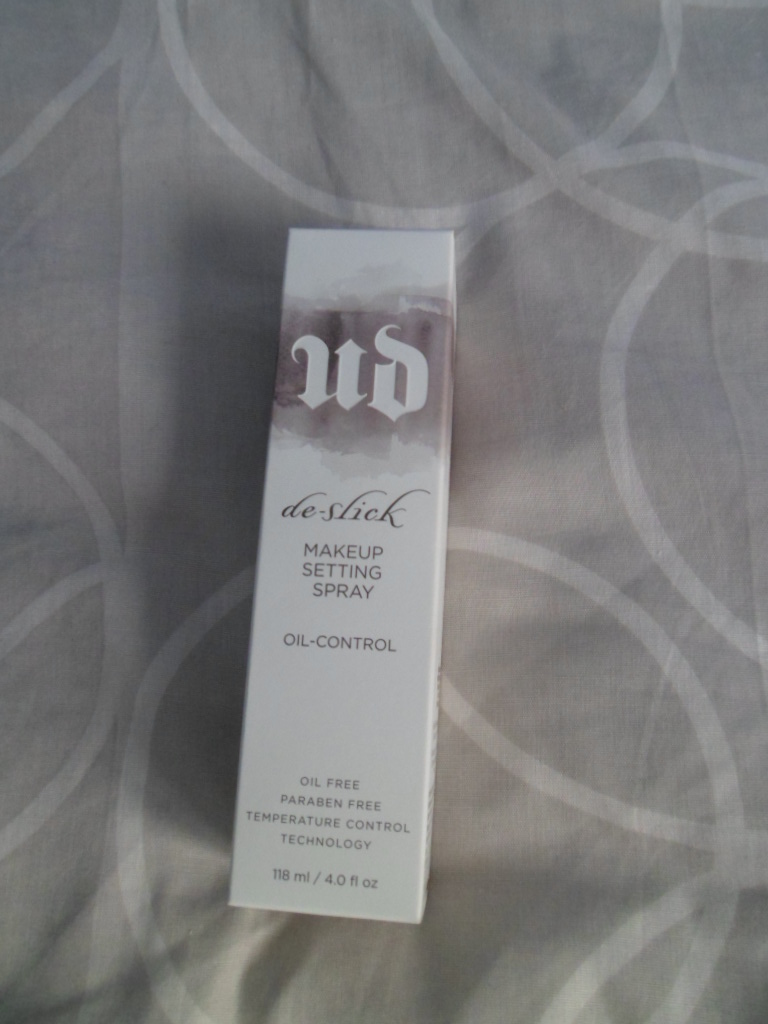 ud
de-slick
MAKEUP
SETTING
SPRAY
OIL-CONTROL
OIL FREE
PARABEN FREE
TEMPERATURE CONTROL
TECHNOLOGY
118 ml / 4.0 fl oz